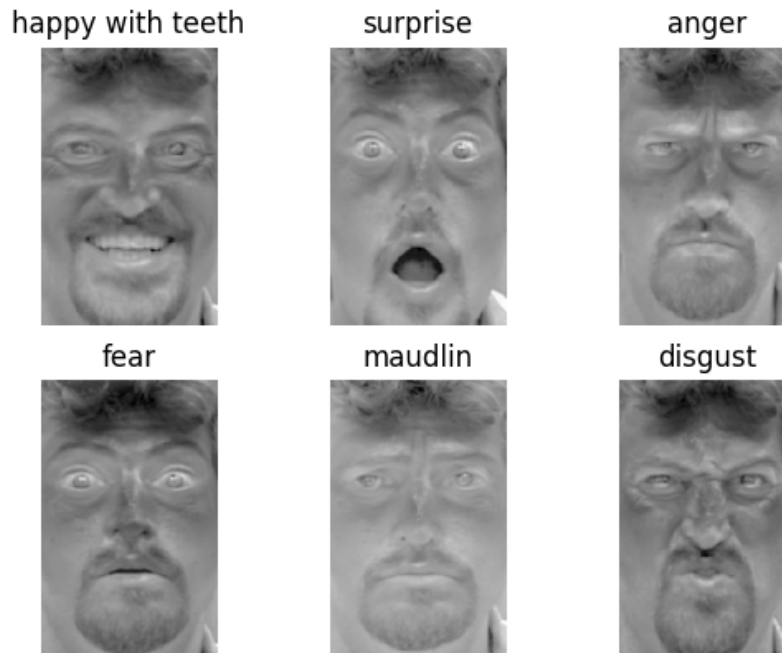 happy with teeth
surprise
anger
fear
maudlin
disgust